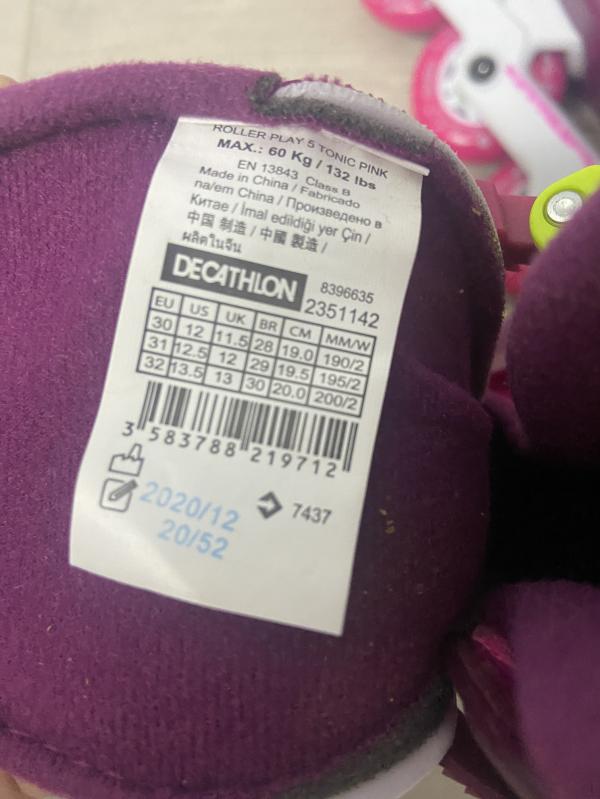 ROLLER PLAY 5 TONIC PINK
MAX.: 60 Kg / 132 lbs
EN 13843 Class B
Made in China / Fabricado
na/em China / Произведено в
Китае / İmal edildiği yer Çin /
中国 制造 / 中國 製造 /
ผลิตในจีน
DECATHLON 8396635
2351142
EU US UK BR CM MM/W
30 12 11.5 28 19.0 190/2
31 12.5 12 29 19.5 195/2
32 13.5 13 30 20.0 200/2
3 583788 219712
2020/12 7437
20/52